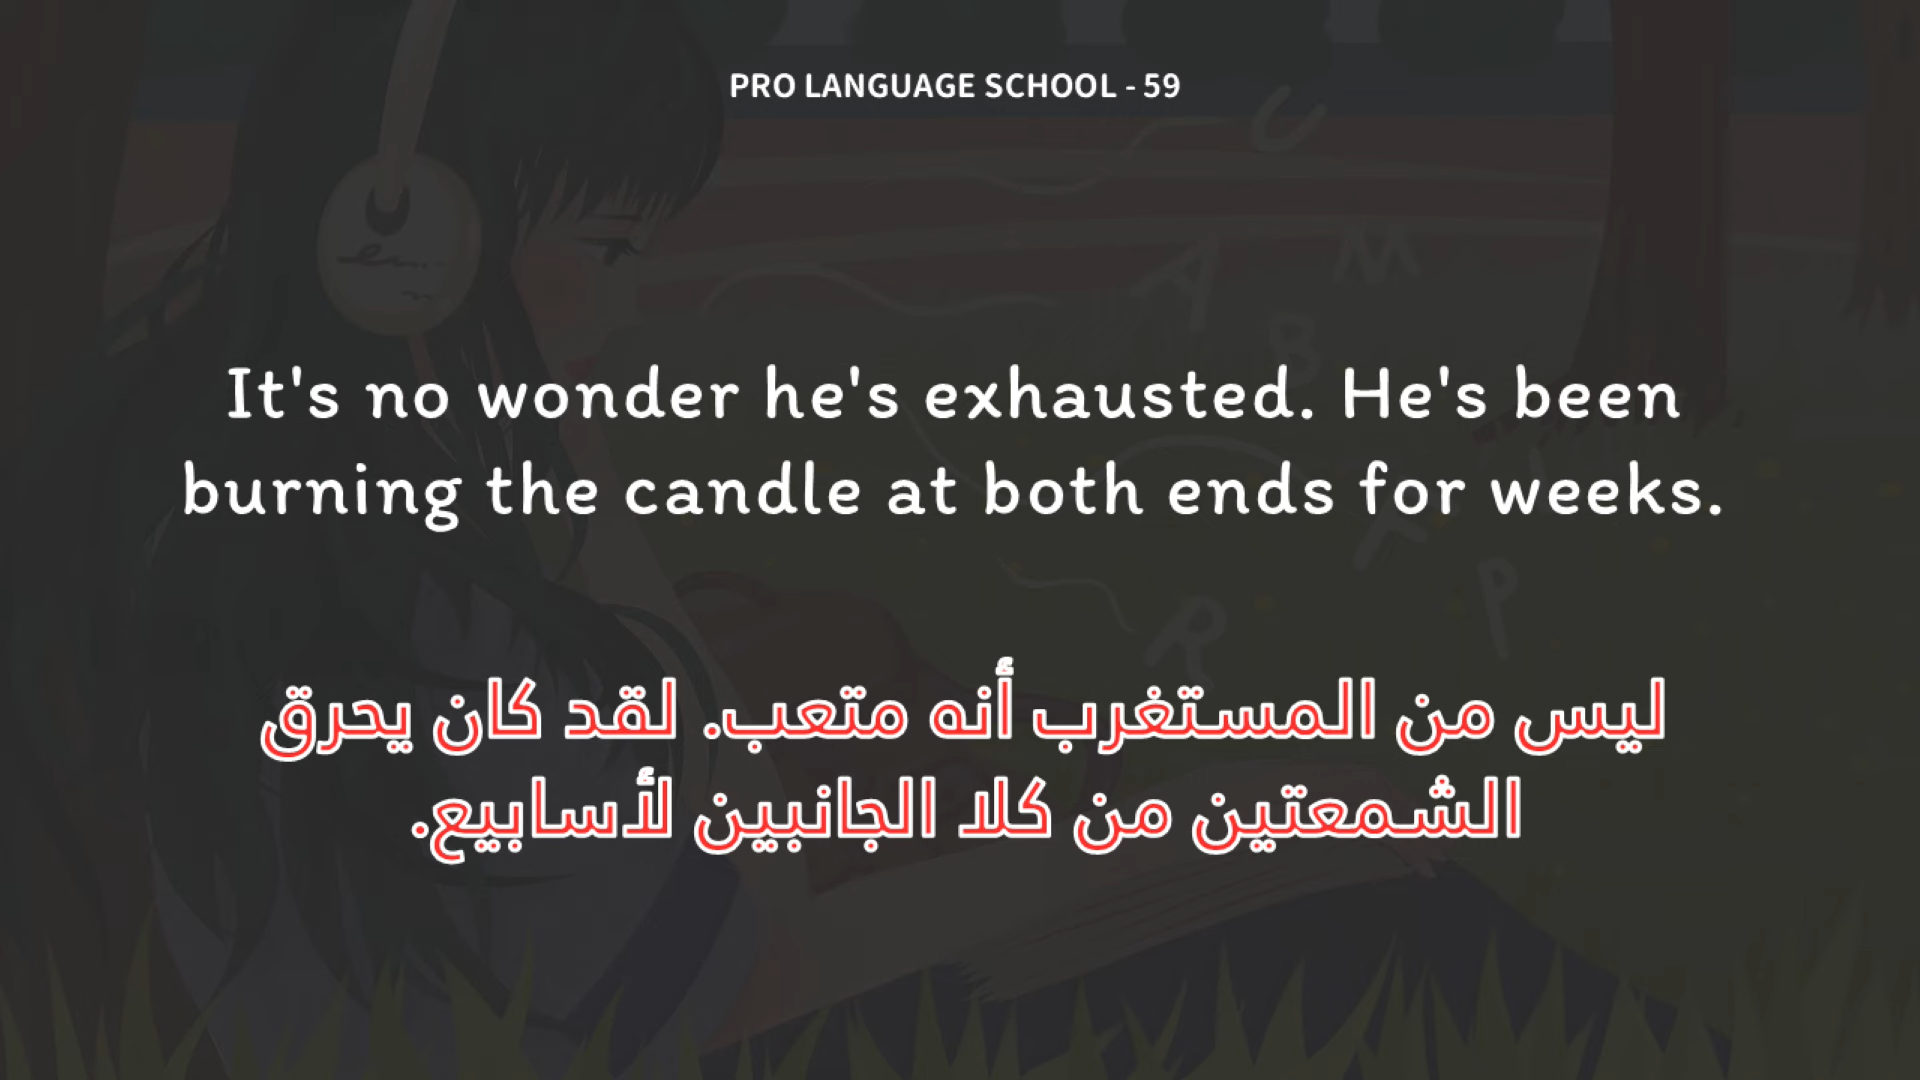 PRO LANGUAGE SCHOOL - 59
It's no wonder he's exhausted. He's been
burning the candle at both ends for weeks.
ليس من المستغرب أنه متعب. لقد كان يحرق
الشمعتين من كلا الجانبين لأسابيع.
C
A
M
B
F
P
R